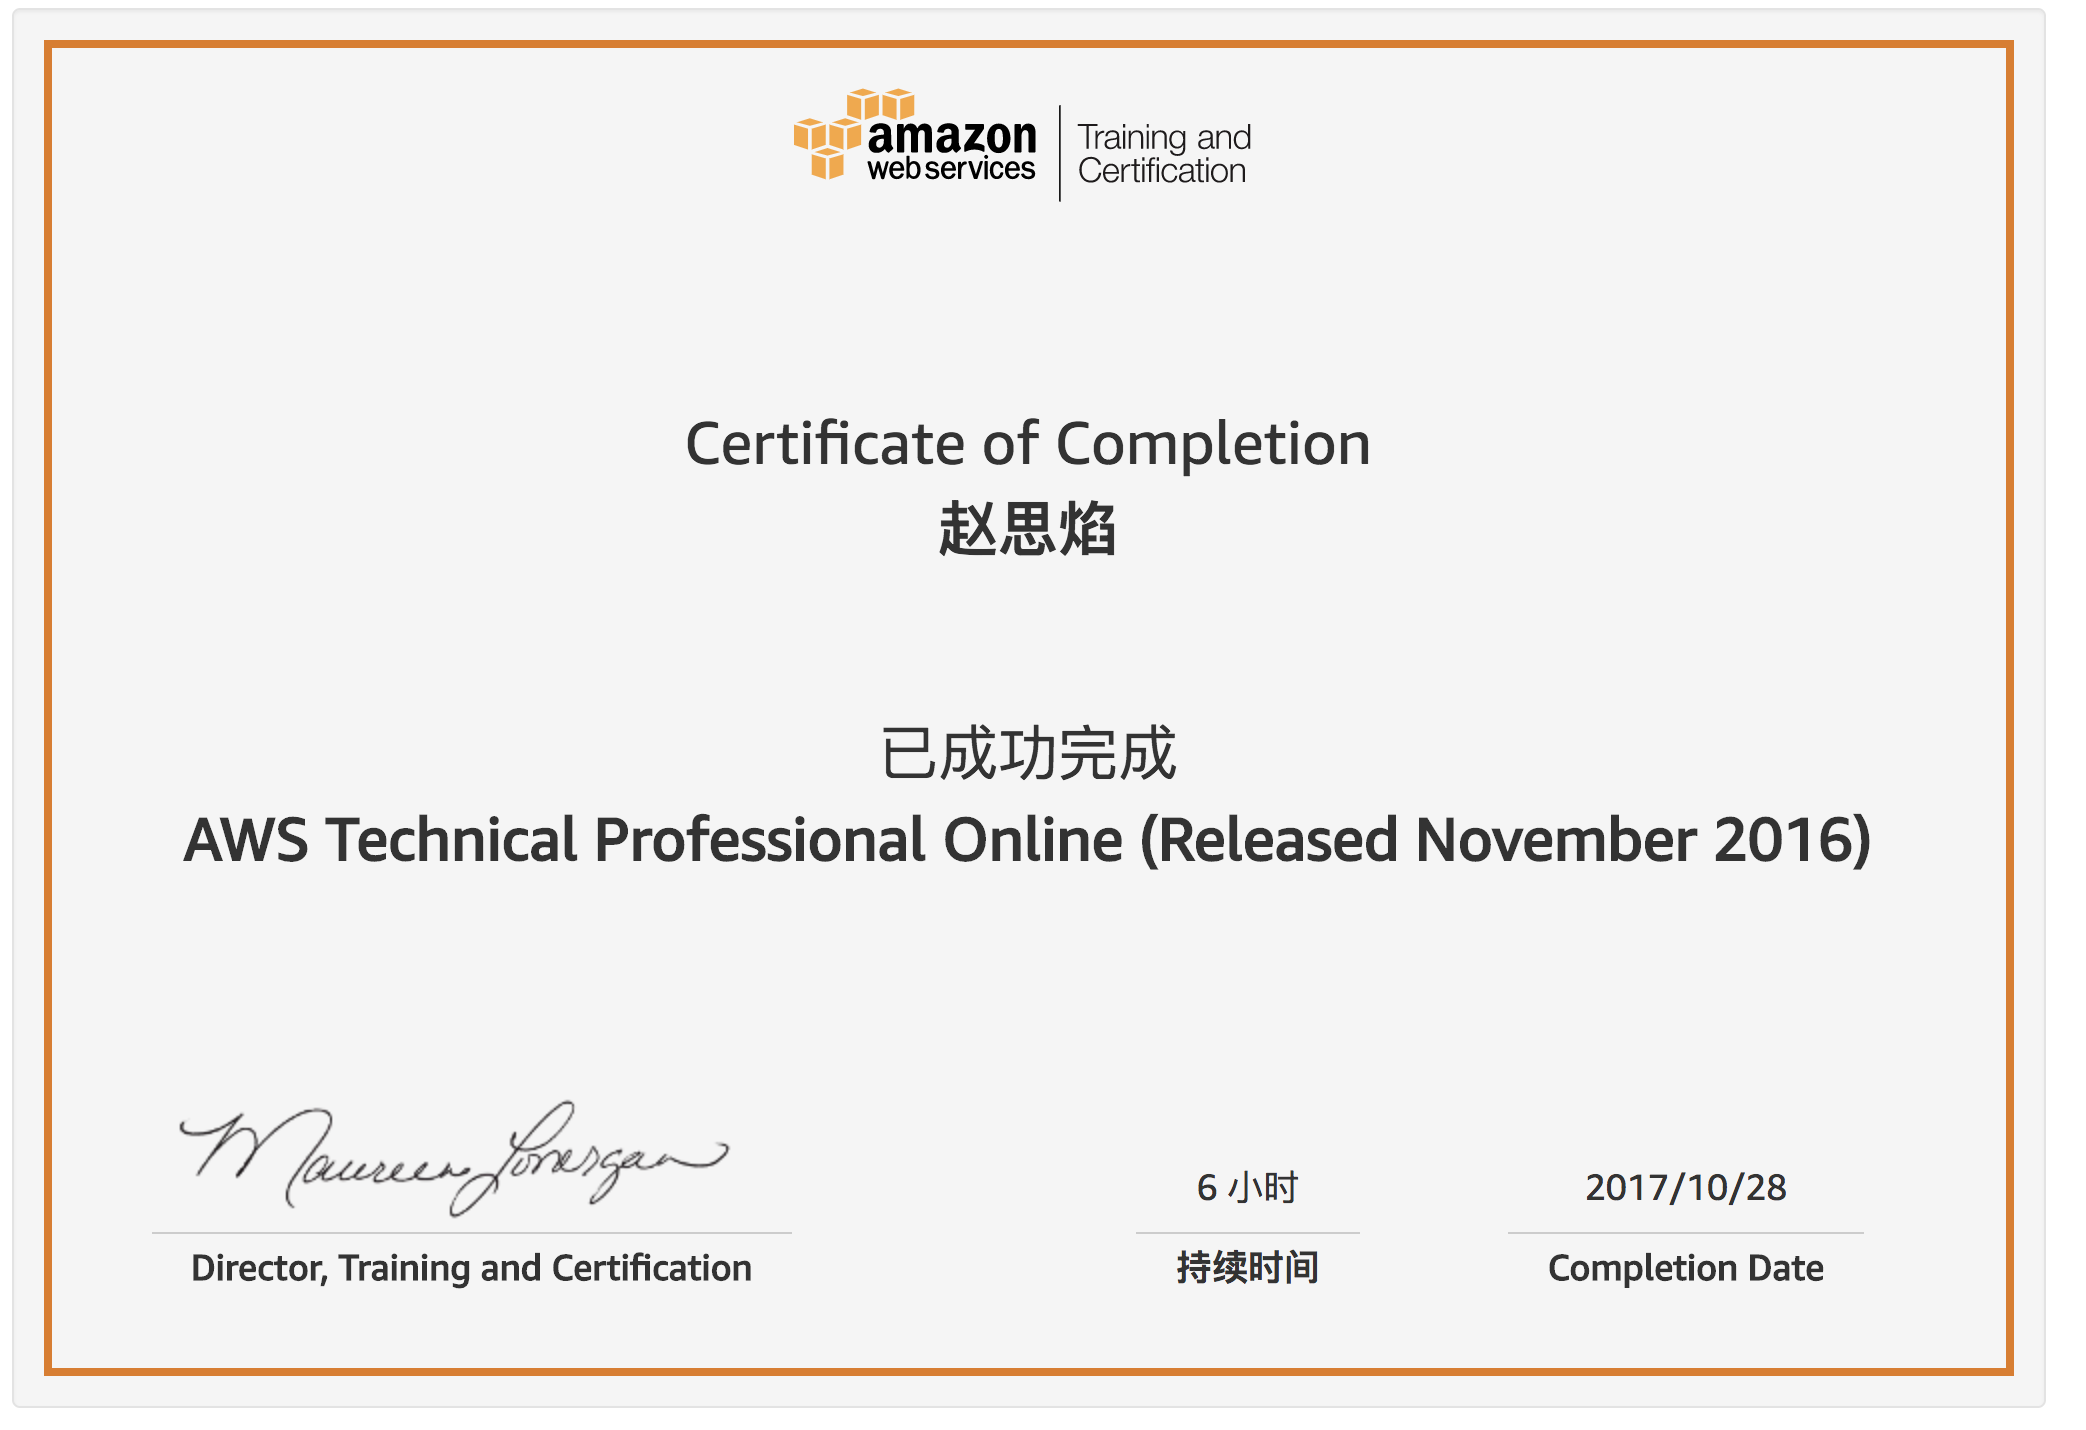 amazon
web services
Training and
Certification
Certificate of Completion
赵思焰
已成功完成
AWS Technical Professional Online (Released November 2016)
Maureen Lonergan
Director, Training and Certification
6 小时
持续时间
2017/10/28
Completion Date